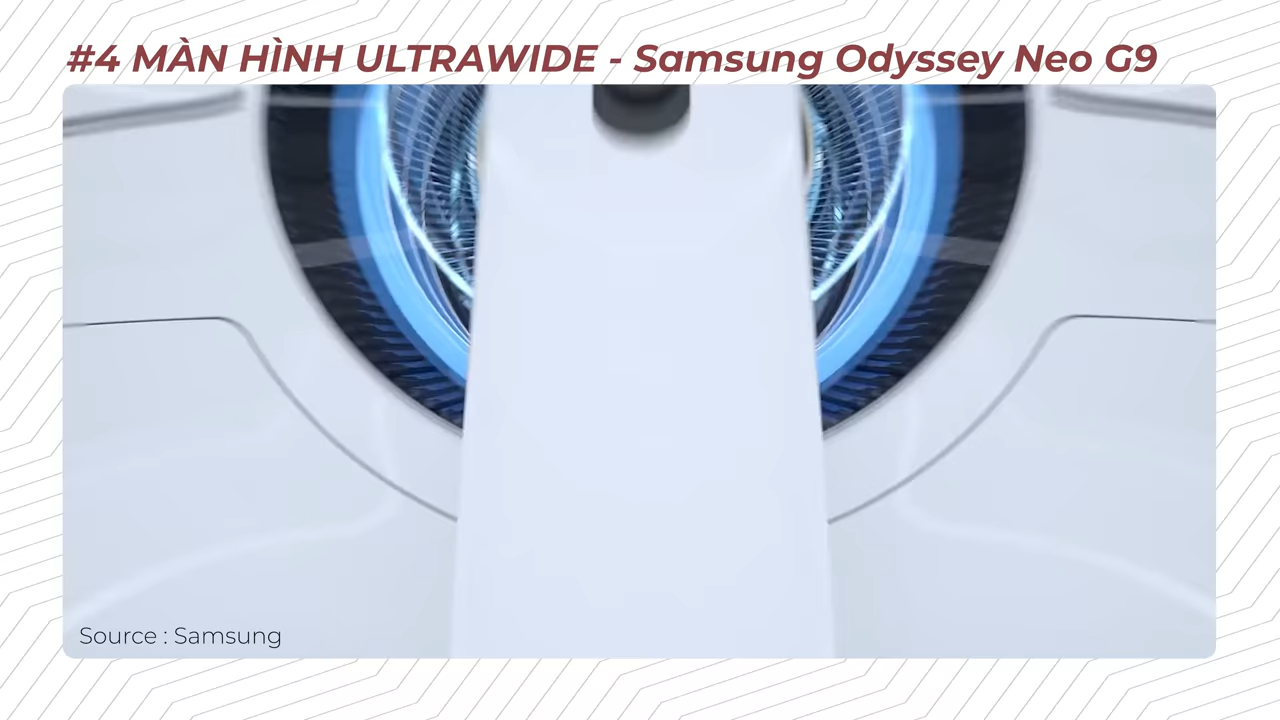 #4 MÀN HÌNH ULTRAWIDE - Samsung Odyssey Neo G9
Source : Samsung